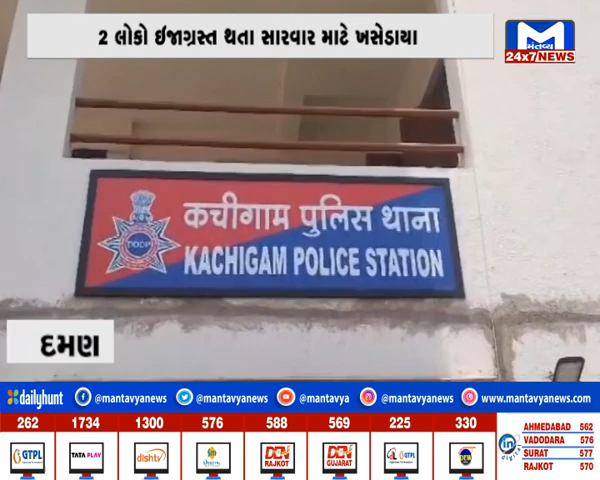 2 લોકો ઈજાગ્રસ્ત થતા સારવાર માટે ખસેડાયા
M
મંતવ્ય
24x7NEWS
कचीगाम पुलिस थाना
KACHIGAM POLICE STATION
દમણ
dailyhunt @mantavyanews @mantavyanews @mantavya @mantavyanews www.mantavyanews.com
262 1734 1300 576 588 569 225 330
GTPL TATA PLAY dishtv DEN RAJKOT DEN GUJARAT GTPL
in digital
AHMEDABAD 562
VADODARA 576
SURAT 577
RAJKOT 570